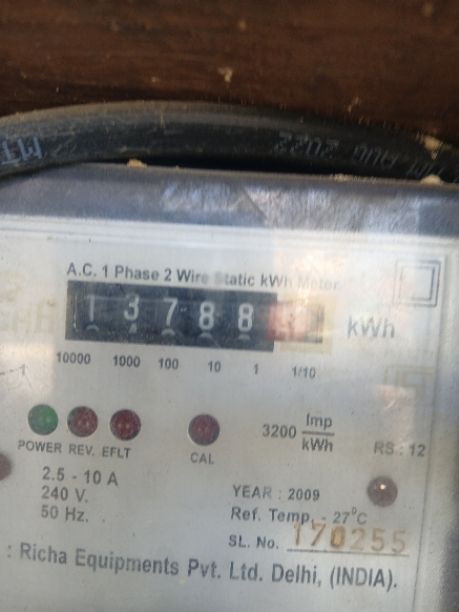 MT
2022
A.C. 1 Phase 2 Wire Static kWh Meter
13788
kWh
10000 1000 100 10 1 1/10
3200 Imp/kWh
POWER REV. EFLT
CAL
RS : 12
2.5 - 10 A
240 V.
50 Hz.
YEAR : 2009
Ref. Temp. - 27°C
SL. No. 170255
: Richa Equipments Pvt. Ltd. Delhi, (INDIA).